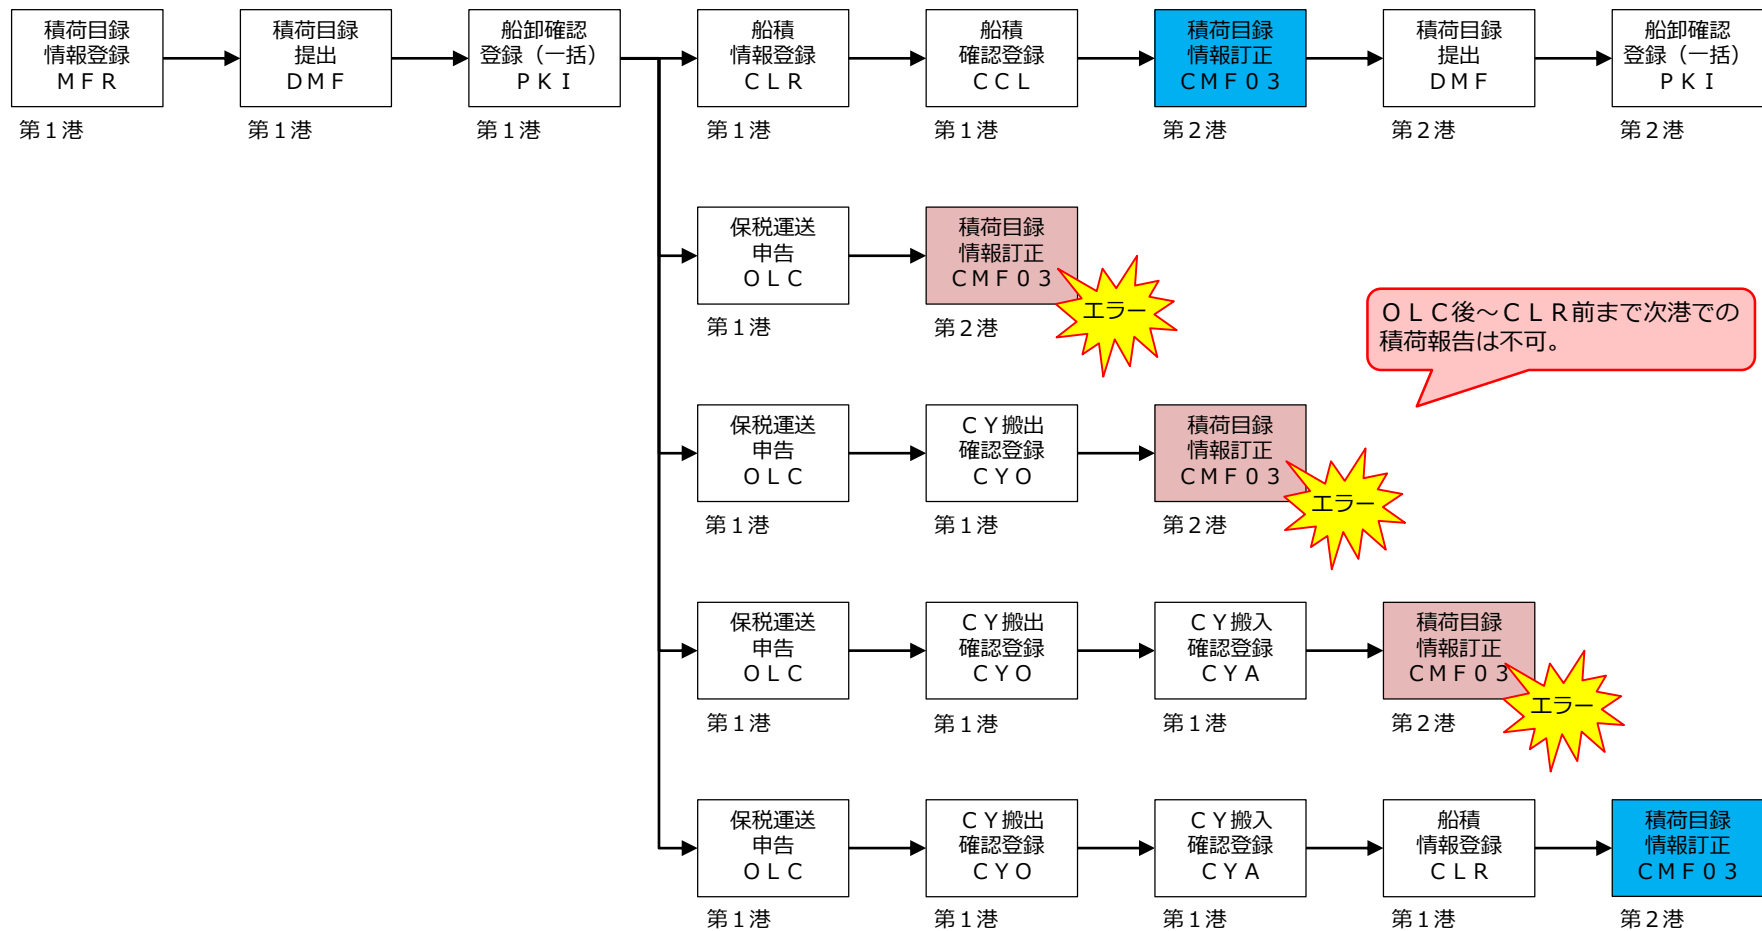 積荷目録
情報登録
ＭＦＲ
第１港
積荷目録
提出
ＤＭＦ
第１港
船卸確認
登録（一括）
ＰＫＩ
第１港
船積
情報登録
ＣＬＲ
第１港
船積
確認登録
ＣＣＬ
第１港
積荷目録
情報訂正
ＣＭＦ０３
第２港
積荷目録
提出
ＤＭＦ
第２港
船卸確認
登録（一括）
ＰＫＩ
第２港
保税運送
申告
ＯＬＣ
第１港
積荷目録
情報訂正
ＣＭＦ０３
エラー
第２港
ＯＬＣ後～ＣＬＲ前まで次港での
積荷報告は不可。
保税運送
申告
ＯＬＣ
第１港
ＣＹ搬出
確認登録
ＣＹＯ
第１港
積荷目録
情報訂正
ＣＭＦ０３
エラー
第２港
保税運送
申告
ＯＬＣ
第１港
ＣＹ搬出
確認登録
ＣＹＯ
第１港
ＣＹ搬入
確認登録
ＣＹＡ
第１港
積荷目録
情報訂正
ＣＭＦ０３
エラー
第２港
保税運送
申告
ＯＬＣ
第１港
ＣＹ搬出
確認登録
ＣＹＯ
第１港
ＣＹ搬入
確認登録
ＣＹＡ
第１港
船積
情報登録
ＣＬＲ
第１港
積荷目録
情報訂正
ＣＭＦ０３
第２港